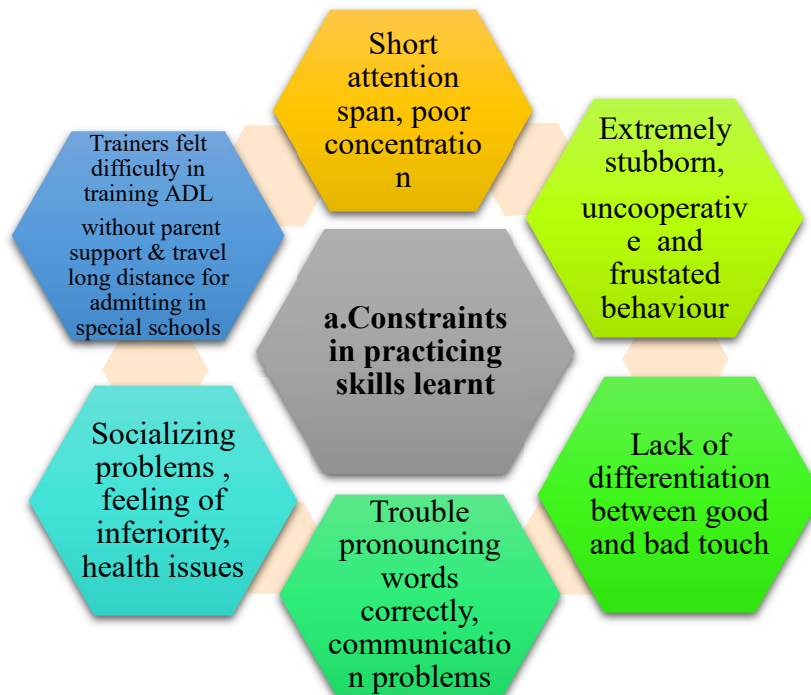 Short
attention
span, poor
concentratio
n
Extremely
stubborn,
uncooperativ
e and
frustated
behaviour
Lack of
differentiation
between good
and bad touch
Trouble
pronouncing
words
correctly,
communicatio
n problems
Socializing
problems ,
feeling of
inferiority,
health issues
Trainers felt
difficulty in
training ADL
without parent
support & travel
long distance for
admitting in
special schools
a.Constraints
in practicing
skills learnt